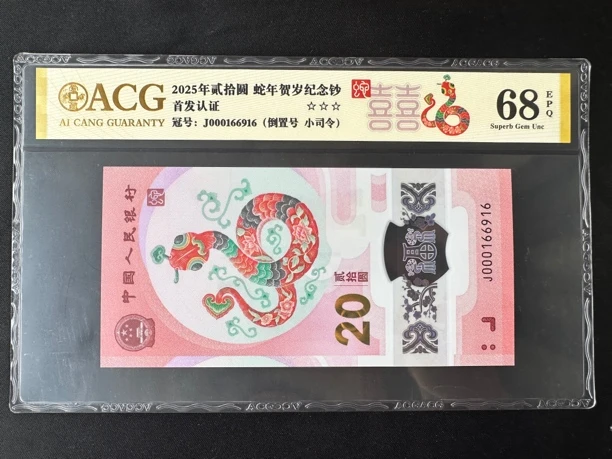 ACG
AI CANG GUARANTY
2025年贰拾圆 蛇年贺岁纪念钞
首发认证 ☆☆☆
冠号：J000166916（倒置号 小司令）
囍
68 EPQ
Superb Gem Unc
中国人民银行
贰拾圆
20
J000166916